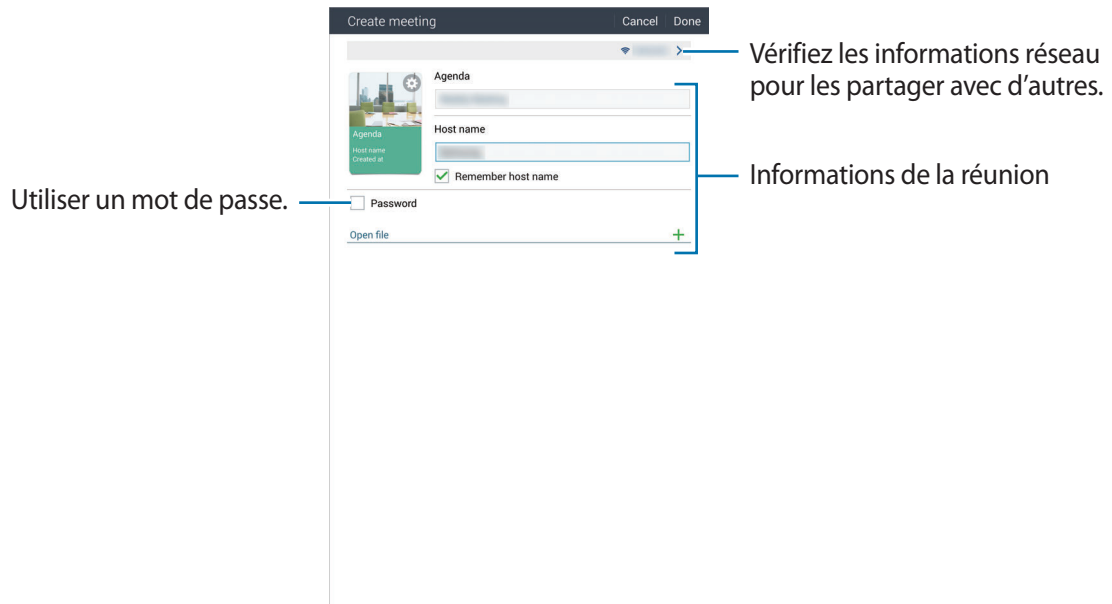 Create meeting Cancel Done
Vérifiez les informations réseau
pour les partager avec d'autres.
Agenda
Agenda
Host name
Created at
Host name
Remember host name
Informations de la réunion
Utiliser un mot de passe.
Password
Open file